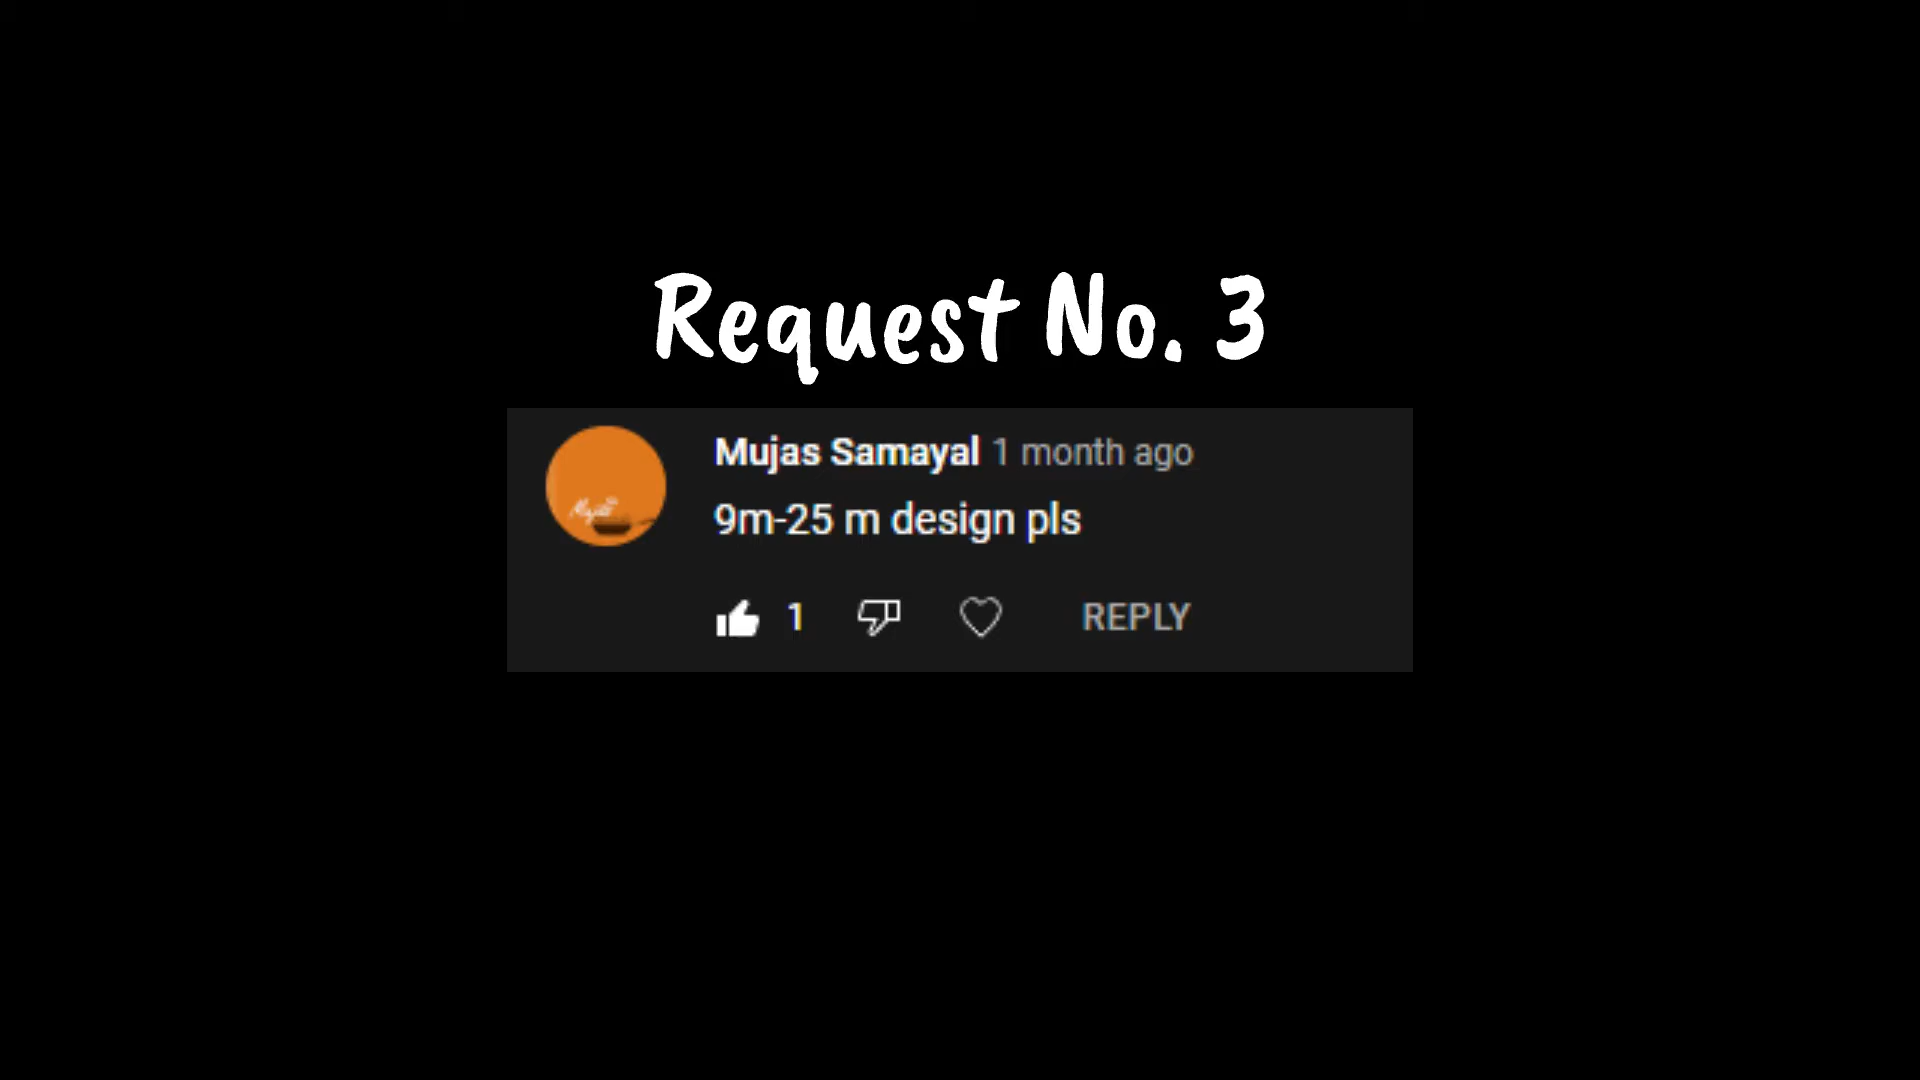 Request No. 3
Mujas Samayal 1 month ago
9m-25 m design pls
1 REPLY